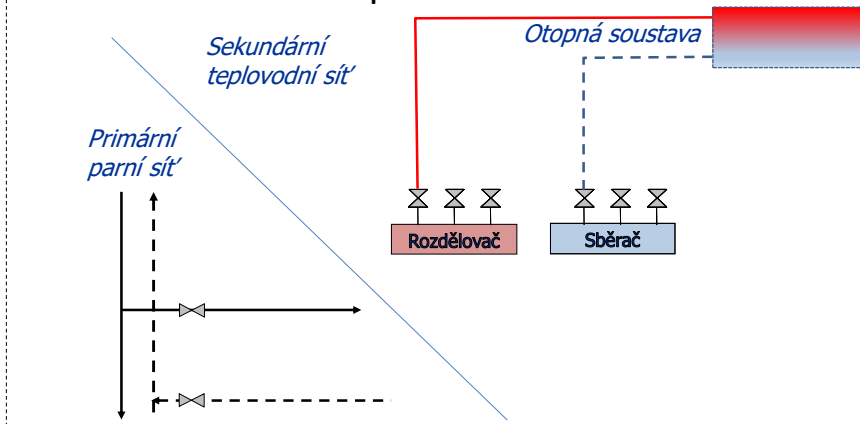 Sekundární
teplovodní síť
Otopná soustava
Primární
parní síť
Rozdělovač
Sběrač